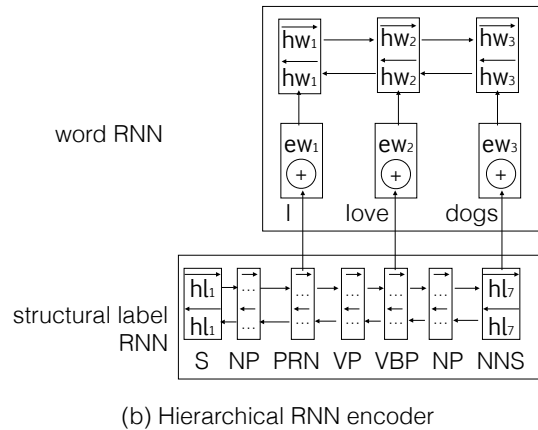 hw1 hw2 hw3
hw1 hw2 hw3
word RNN
ew1 ew2 ew3
+ + +
I love dogs
hl1 ... ... ... ... ... hl7
structural label
RNN
hl1 ... ... ... ... ... hl7
S NP PRN VP VBP NP NNS
(b) Hierarchical RNN encoder